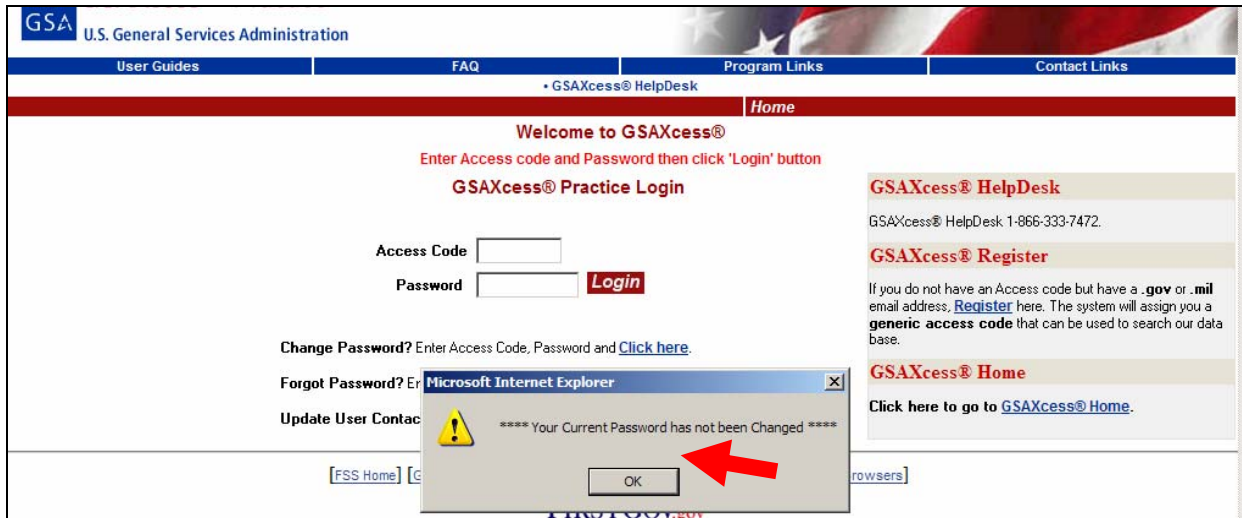 GSA
U.S. General Services Administration
User Guides FAQ Program Links Contact Links
• GSAXcess® HelpDesk
Home
Welcome to GSAXcess®
Enter Access code and Password then click 'Login' button
GSAXcess® Practice Login
Access Code
Password Login
Change Password? Enter Access Code, Password and Click here.
Forgot Password?
Update User
Microsoft Internet Explorer
**** Your Current Password has not been Changed ****
OK
GSAXcess® HelpDesk
GSAXcess® HelpDesk 1-866-333-7472.
GSAXcess® Register
If you do not have an Access code but have a .gov or .mil
email address, Register here. The system will assign you a
generic access code that can be used to search our data
base.
GSAXcess® Home
Click here to go to GSAXcess® Home.
[FSS Home] [G
rowsers]